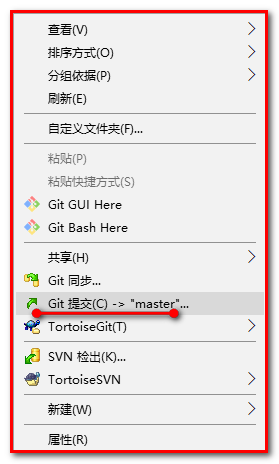 查看(V)
排序方式(O)
分组依据(P)
刷新(E)
自定义文件夹(F)...
粘贴(P)
粘贴快捷方式(S)
Git GUI Here
Git Bash Here
共享(H)
Git 同步...
Git 提交(C) -> "master"...
TortoiseGit(T)
SVN 检出(K)...
TortoiseSVN
新建(W)
属性(R)